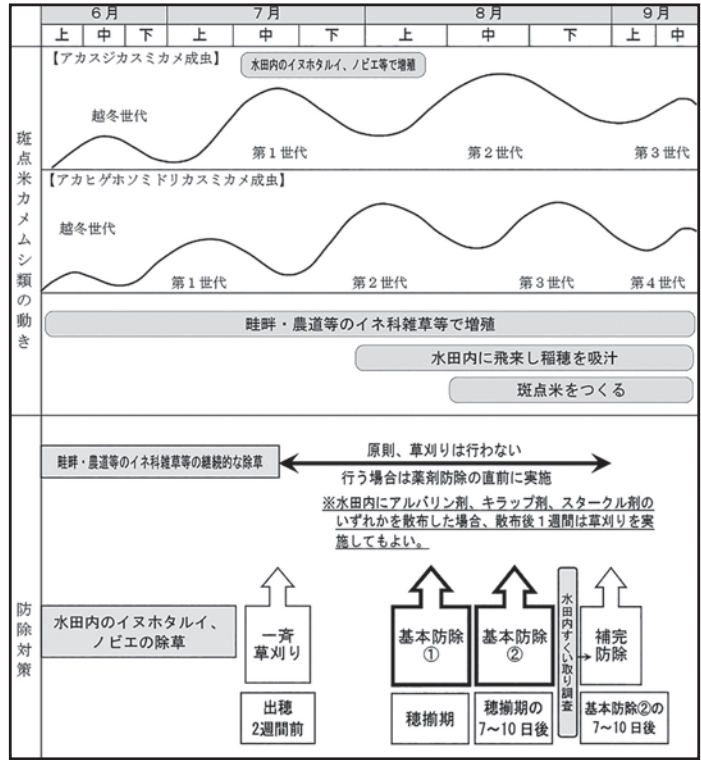 6月 7月 8月 9月
上 中 下 上 中 下 上 中 下 上 中
斑点米カメムシ類の動き
【アカスジカスミカメ成虫】
水田内のイヌホタルイ、ノビエ等で増殖
越冬世代
第1世代 第2世代 第3世代
【アカヒゲホソミドリカスミカメ成虫】
越冬世代
第1世代 第2世代 第3世代 第4世代
畦畔・農道等のイネ科雑草等で増殖
水田内に飛来し稲穂を吸汁
斑点米をつくる
防除対策
畦畔・農道等のイネ科雑草等の継続的な除草
原則、草刈りは行わない
行う場合は薬剤防除の直前に実施
※水田内にアルバリン剤、キラップ剤、スタークル剤の
いずれかを散布した場合、散布後1週間は草刈りを実
施してもよい。
水田内のイヌホタルイ、
ノビエの除草
一斉
草刈り
出穂
2週間前
基本防除
①
穂揃期
基本防除
②
穂揃期の
7〜10日後
水田内すくい取り調査
→
補完
防除
基本防除②の
7〜10日後